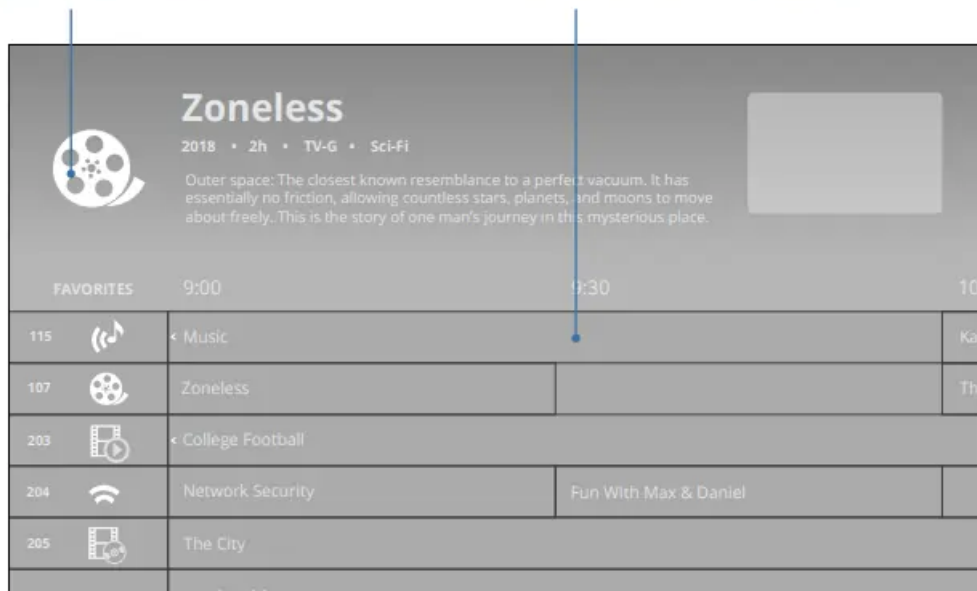 Zoneless
2018 • 2h • TV-G • Sci-Fi
Outer space: The closest known resemblance to a perfect vacuum. It has
essentially no friction, allowing countless stars, planets, and moons to move
about freely. This is the story of one man's journey in this mysterious place.
FAVORITES 9:00 9:30 10
115 < Music Ka
107 Zoneless Th
203 < College Football
204 Network Security Fun With Max & Daniel
205 The City